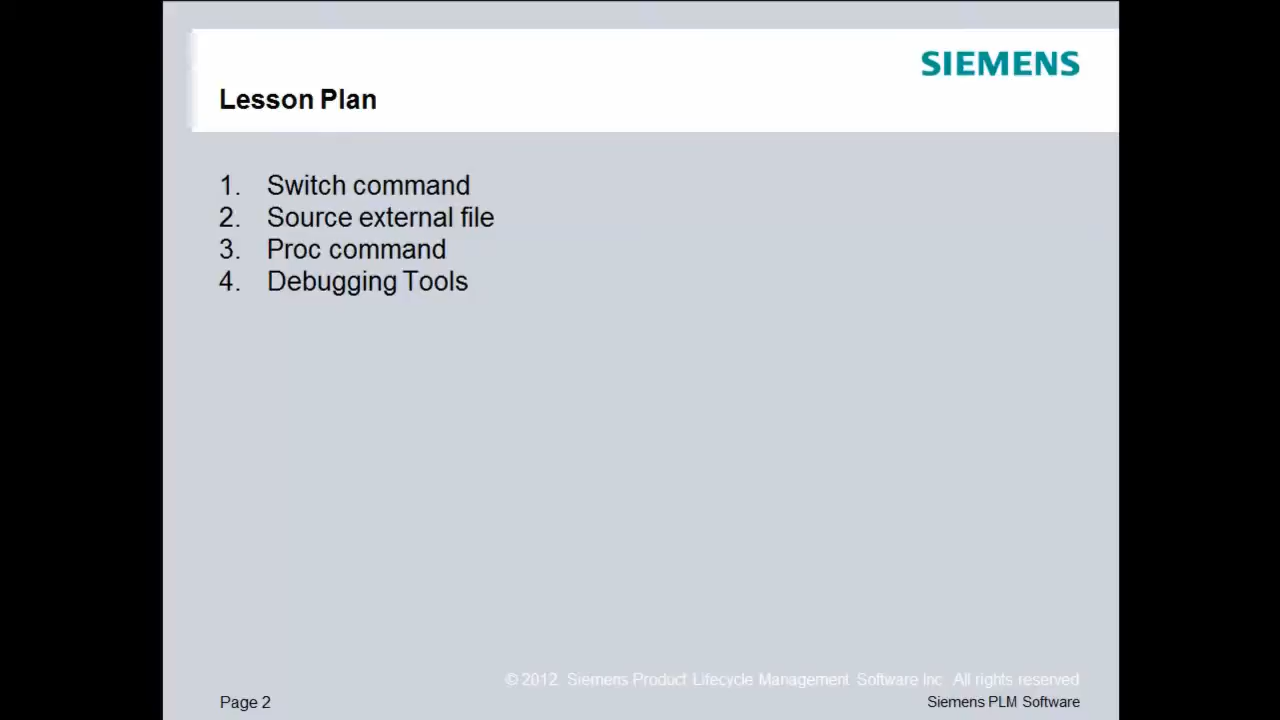 SIEMENS
Lesson Plan
1. Switch command
2. Source external file
3. Proc command
4. Debugging Tools
© 2012. Siemens Product Lifecycle Management Software Inc. All rights reserved
Page 2
Siemens PLM Software